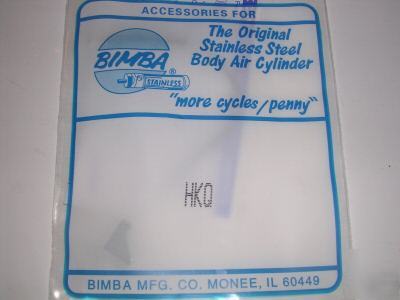 ACCESSORIES FOR
BIMBA ®
STAINLESS
The Original
Stainless Steel
Body Air Cylinder
"more cycles/penny"
HKQ
BIMBA MFG. CO. MONEE, IL 60449